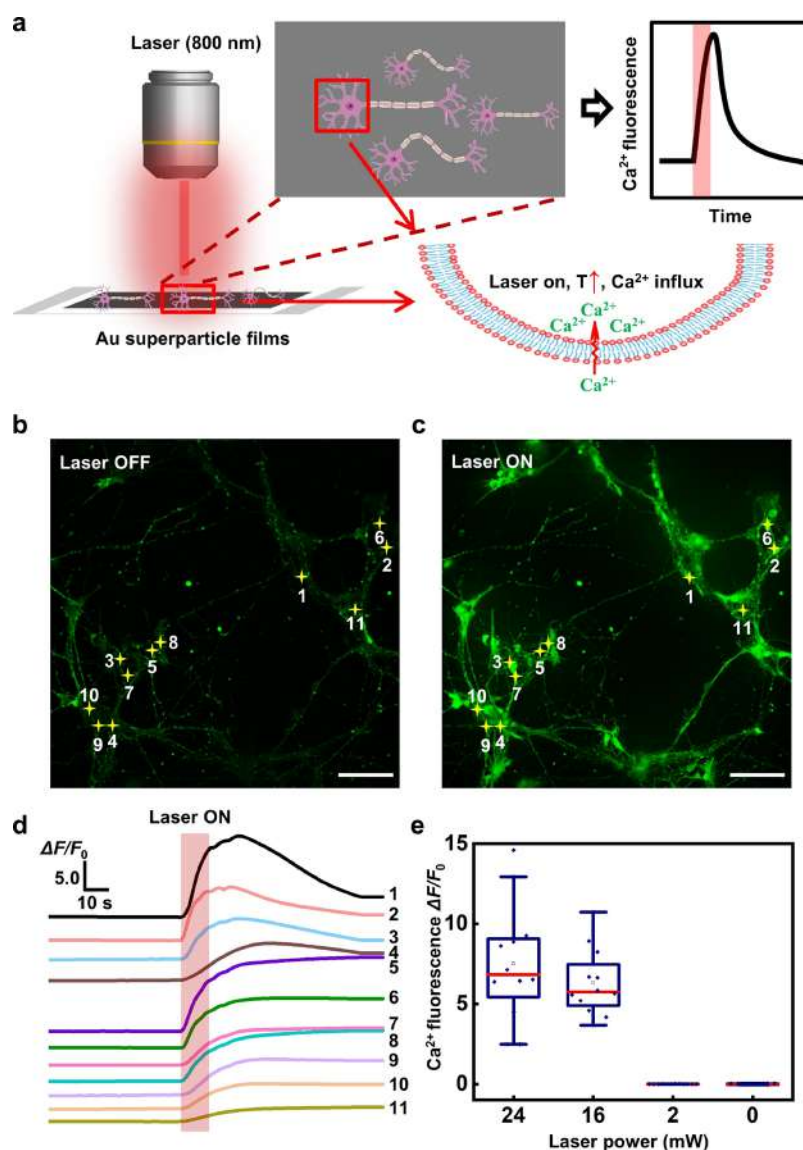 a
Laser (800 nm)
Au superparticle films
Ca²⁺ fluorescence
Time
Laser on, T↑, Ca²⁺ influx
Ca²⁺
Ca²⁺ Ca²⁺
Ca²⁺
b
Laser OFF
6
2
1
11
8
3
5
7
10
9 4
c
Laser ON
6
2
1
11
8
3
5
7
10
9 4
d
Laser ON
ΔF/F₀
5.0
10 s
1
2
3
4
5
6
7
8
9
10
11
e
Ca²⁺ fluorescence ΔF/F₀
15
10
5
0
24 16 2 0
Laser power (mW)